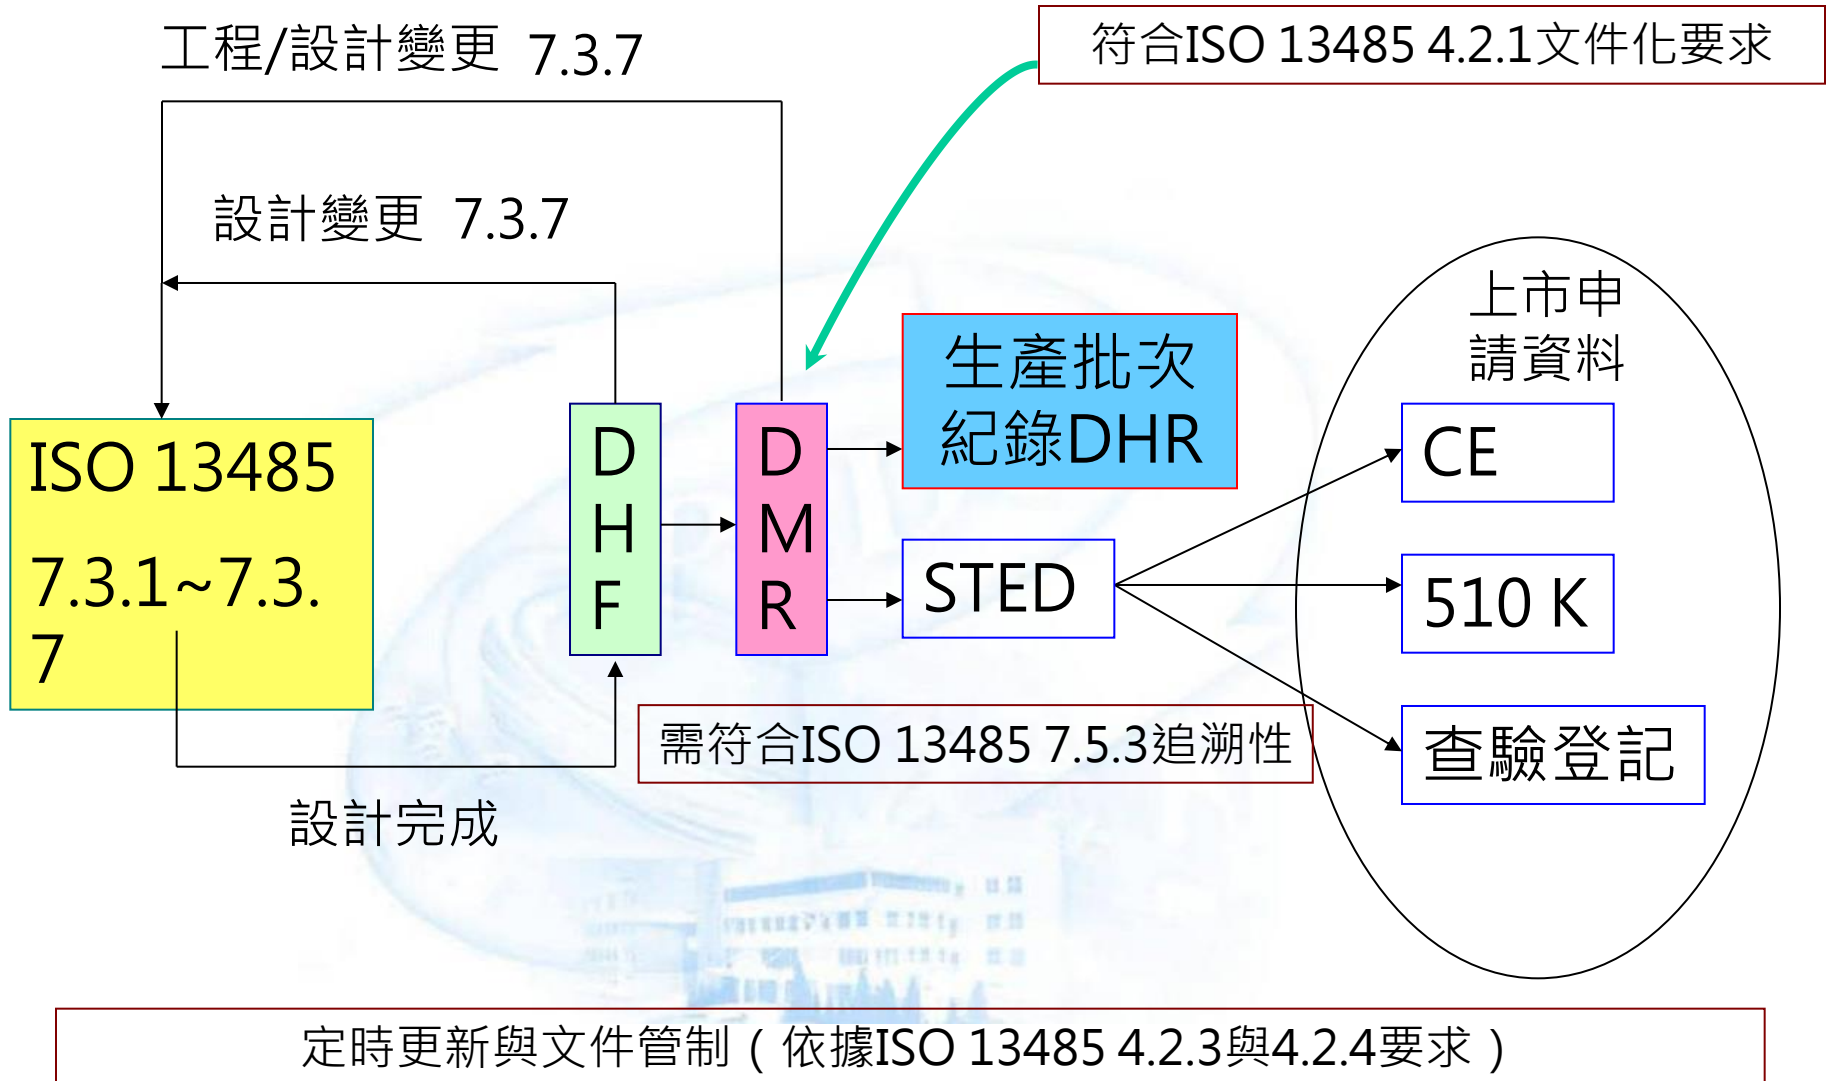 工程/設計變更 7.3.7
符合ISO 13485 4.2.1文件化要求
設計變更 7.3.7
上市申
請資料
生產批次
紀錄DHR
ISO 13485
7.3.1~7.3.
7
D
H
F
D
M
R
STED
CE
510 K
查驗登記
需符合ISO 13485 7.5.3追溯性
設計完成
定時更新與文件管制（依據ISO 13485 4.2.3與4.2.4要求）